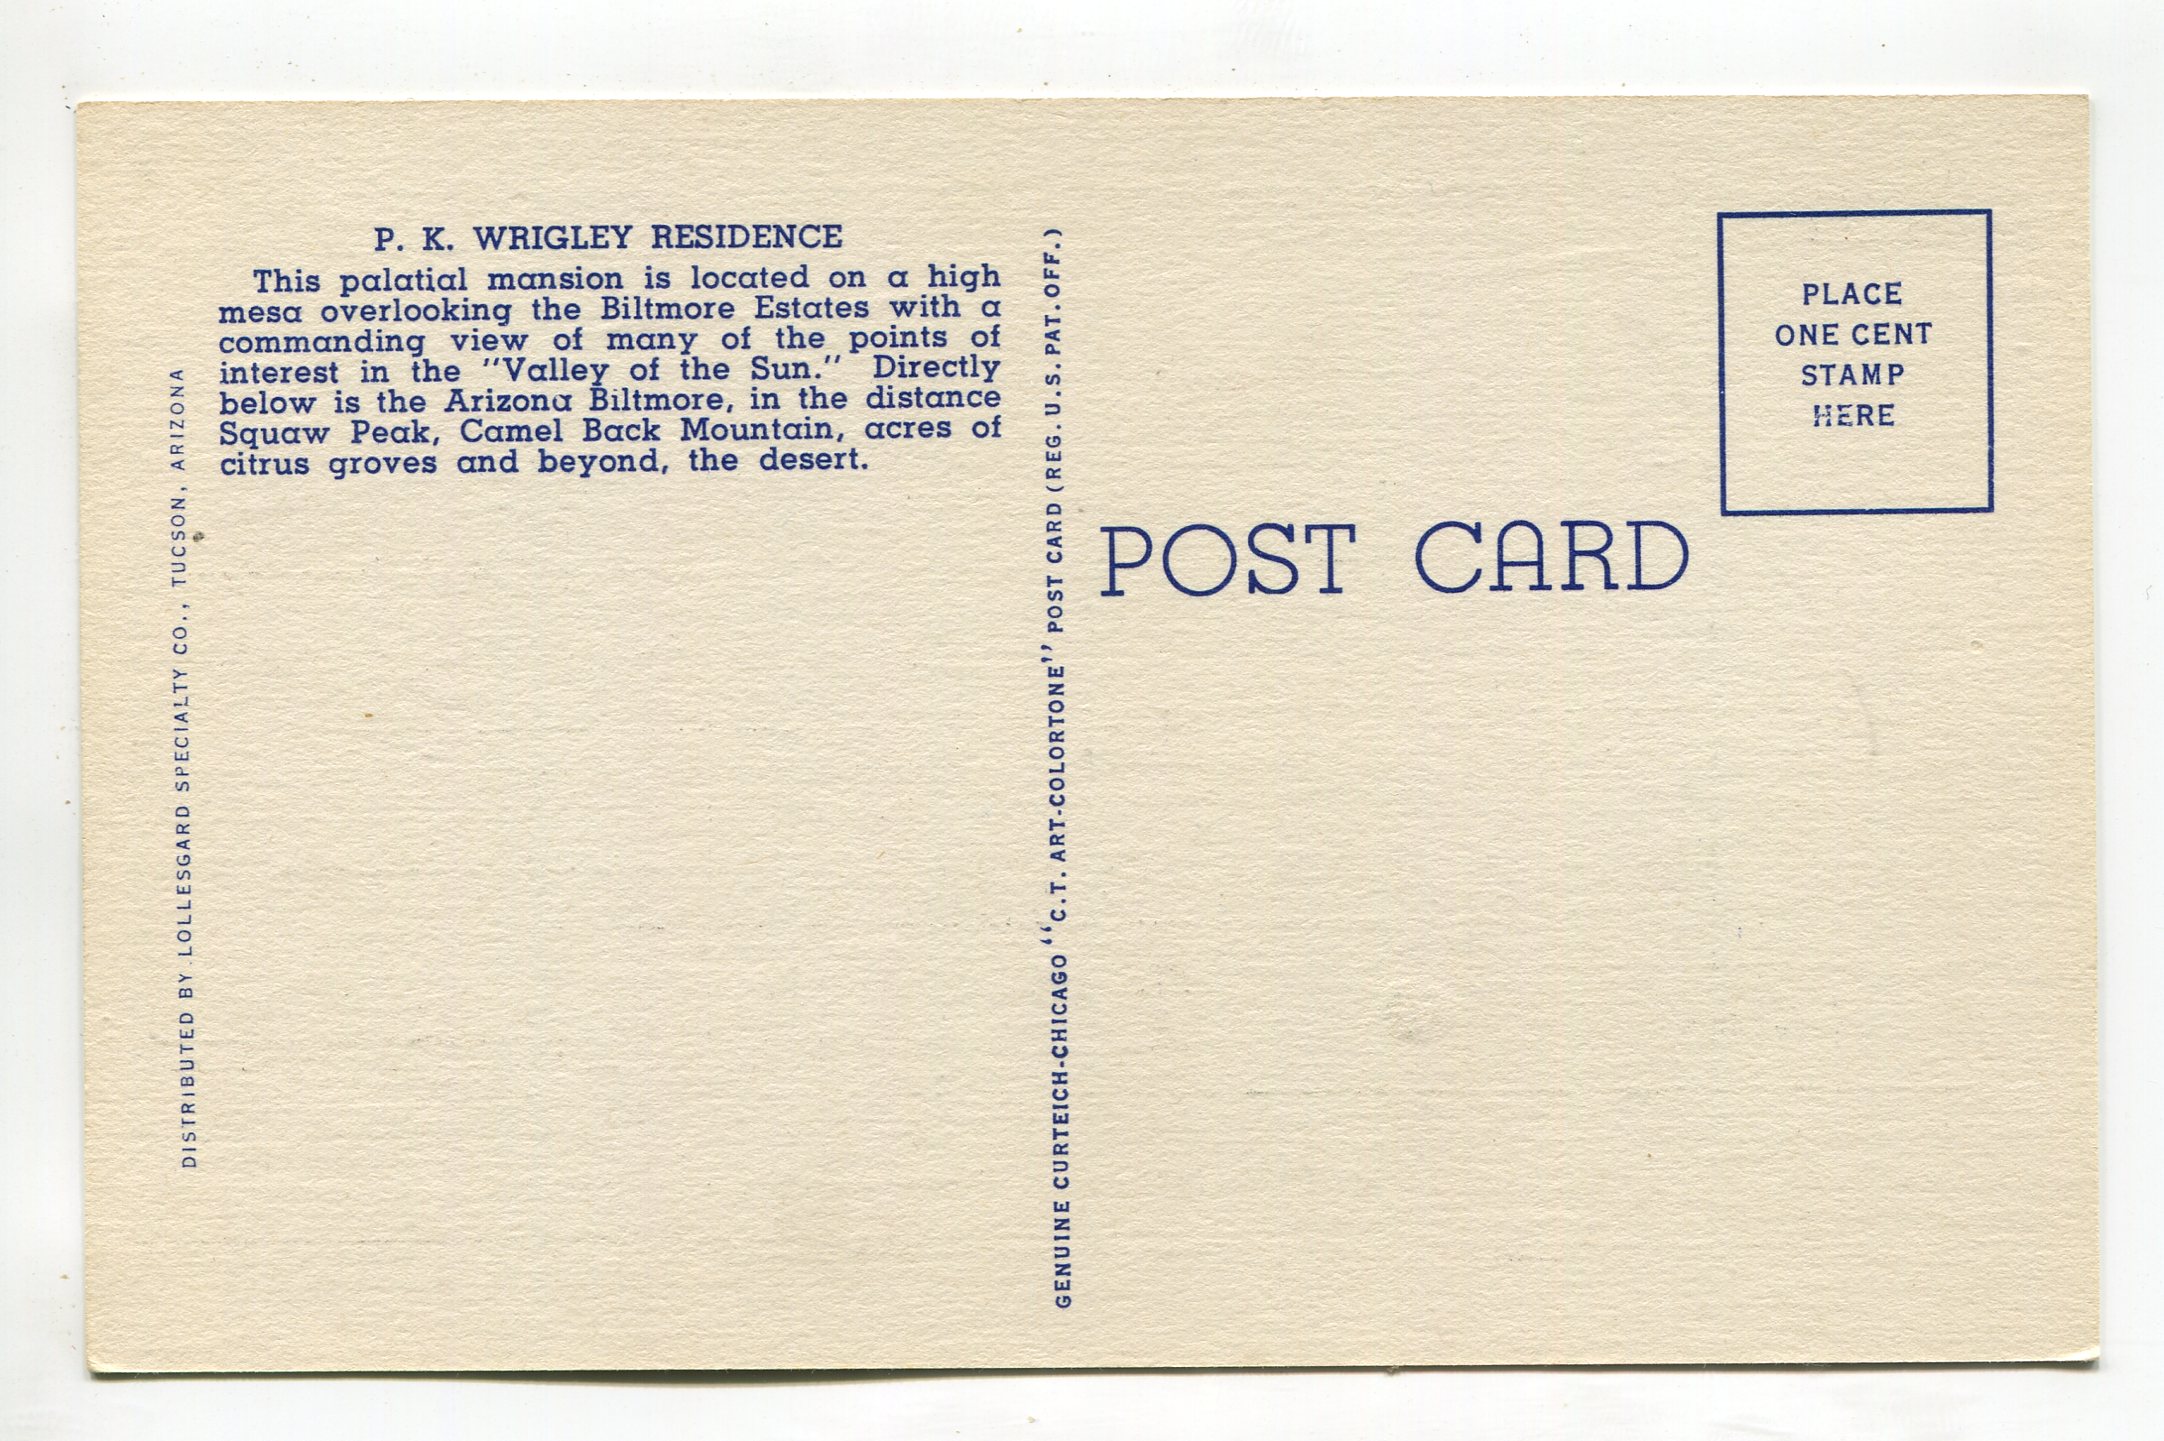 P. K. WRIGLEY RESIDENCE
This palatial mansion is located on a high
mesa overlooking the Biltmore Estates with a
commanding view of many of the points of
interest in the "Valley of the Sun." Directly
below is the Arizona Biltmore, in the distance
Squaw Peak, Camel Back Mountain, acres of
citrus groves and beyond, the desert.
DISTRIBUTED BY LOLLESGARD SPECIALTY CO., TUCSON, ARIZONA
GENUINE CURTEICH-CHICAGO "C.T. ART-COLORTONE" POST CARD (REG. U.S. PAT. OFF.)
POST CARD
PLACE
ONE CENT
STAMP
HERE